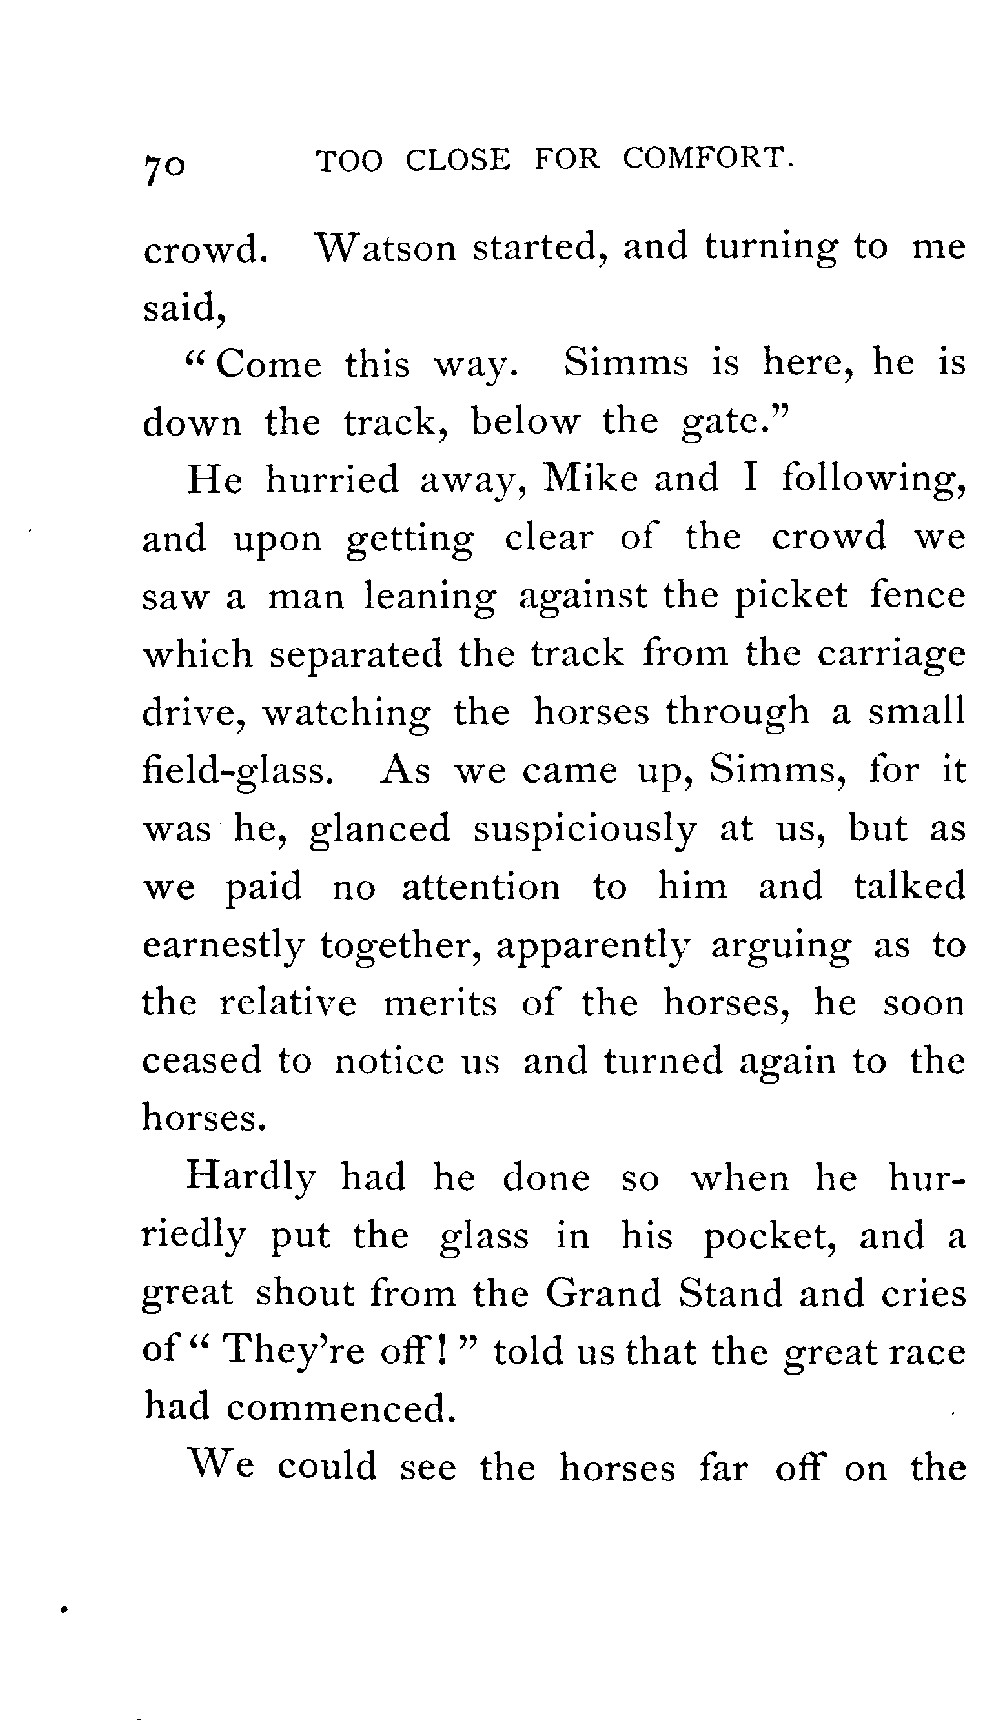 70 TOO CLOSE FOR COMFORT.
crowd. Watson started, and turning to me
said,
“ Come this way. Simms is here, he is
down the track, below the gate.”
He hurried away, Mike and I following,
and upon getting clear of the crowd we
saw a man leaning against the picket fence
which separated the track from the carriage
drive, watching the horses through a small
field-glass. As we came up, Simms, for it
was he, glanced suspiciously at us, but as
we paid no attention to him and talked
earnestly together, apparently arguing as to
the relative merits of the horses, he soon
ceased to notice us and turned again to the
horses.
Hardly had he done so when he hur-
riedly put the glass in his pocket, and a
great shout from the Grand Stand and cries
of “ They’re off! ” told us that the great race
had commenced.
We could see the horses far off on the